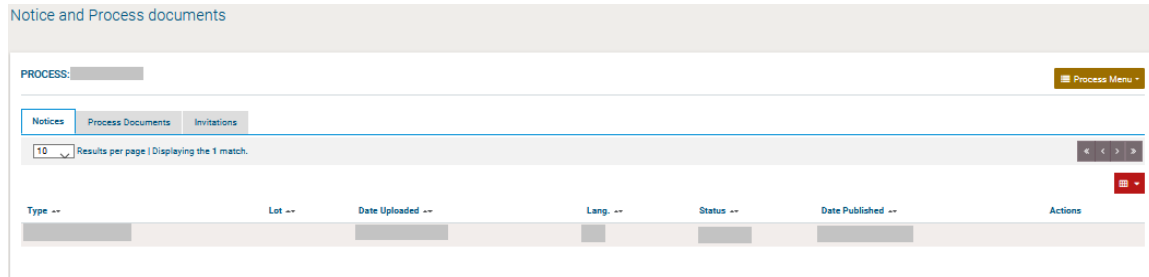 Notice and Process documents
PROCESS:
Process Menu
Notices Process Documents Invitations
10 Results per page | Displaying the 1 match.
Type Lot Date Uploaded Lang. Status Date Published Actions